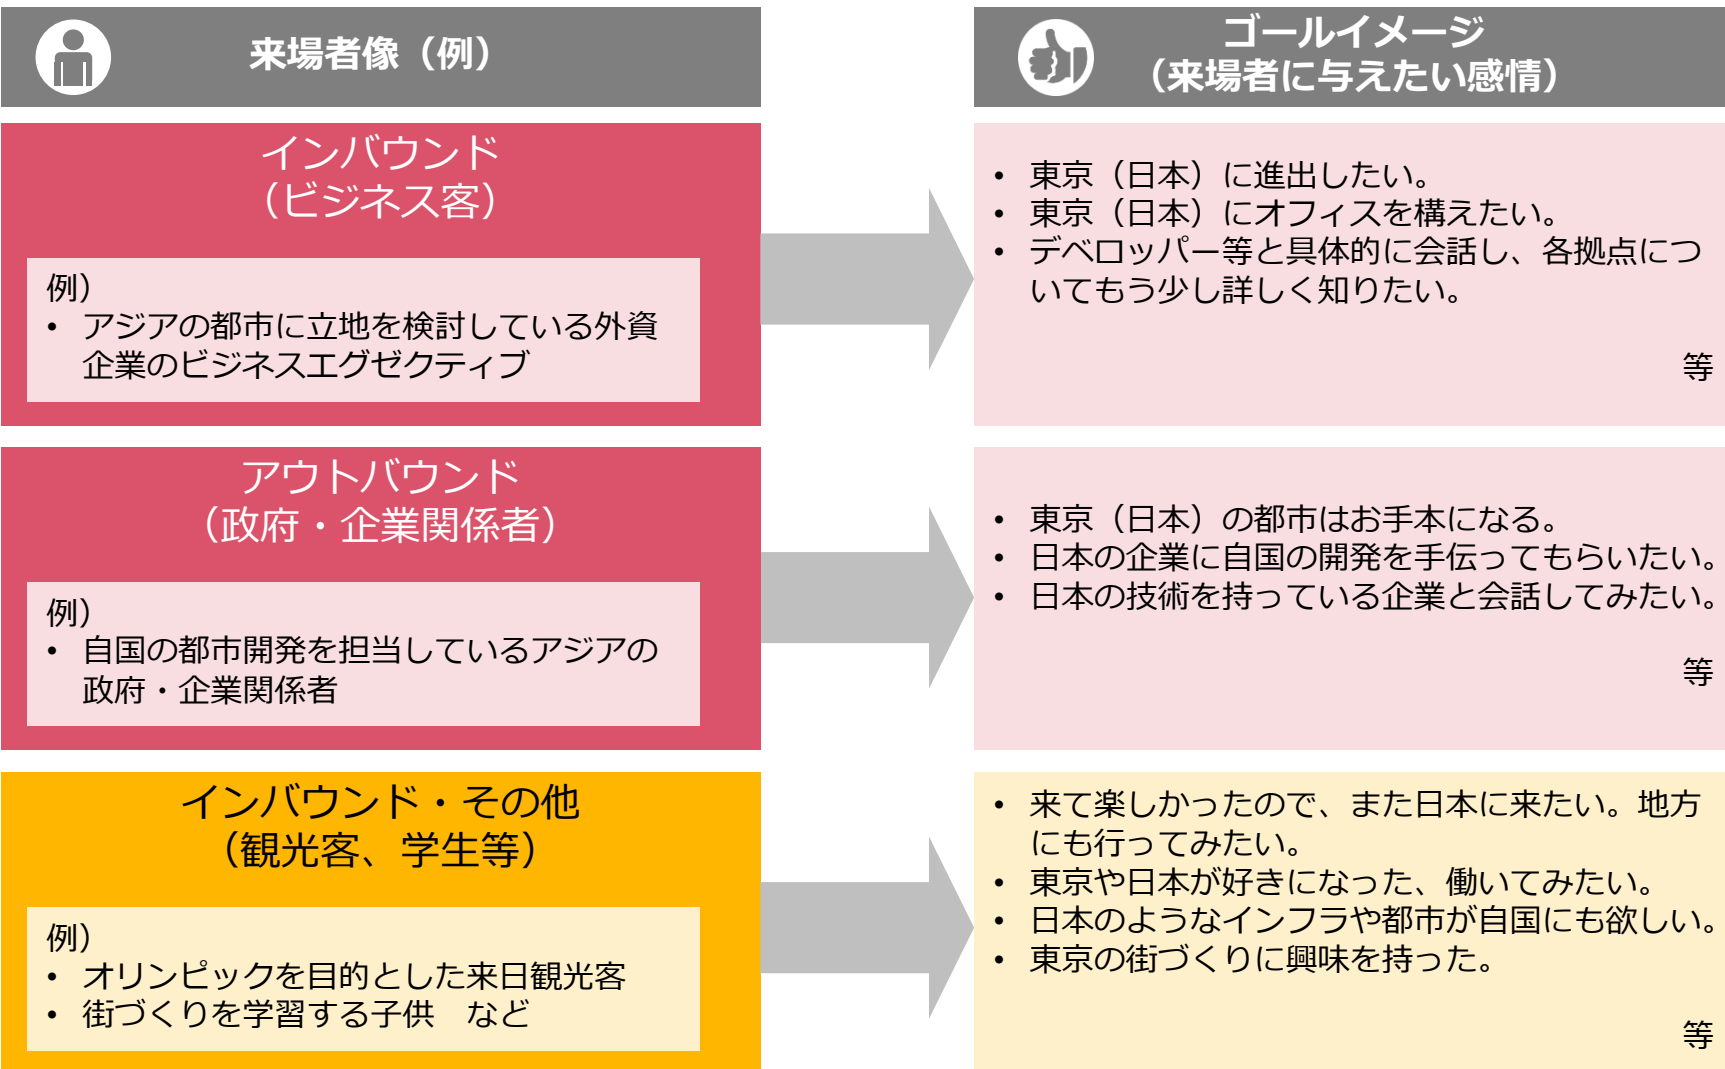 来場者像（例）
ゴールイメージ
（来場者に与えたい感情）
インバウンド
（ビジネス客）
例）
• アジアの都市に立地を検討している外資
企業のビジネスエグゼクティブ
• 東京（日本）に進出したい。
• 東京（日本）にオフィスを構えたい。
• デベロッパー等と具体的に会話し、各拠点につ
いてもう少し詳しく知りたい。
等
アウトバウンド
（政府・企業関係者）
例）
• 自国の都市開発を担当しているアジアの
政府・企業関係者
• 東京（日本）の都市はお手本になる。
• 日本の企業に自国の開発を手伝ってもらいたい。
• 日本の技術を持っている企業と会話してみたい。
等
インバウンド・その他
（観光客、学生等）
例）
• オリンピックを目的とした来日観光客
• 街づくりを学習する子供　など
• 来て楽しかったので、また日本に来たい。地方
にも行ってみたい。
• 東京や日本が好きになった、働いてみたい。
• 日本のようなインフラや都市が自国にも欲しい。
• 東京の街づくりに興味を持った。
等